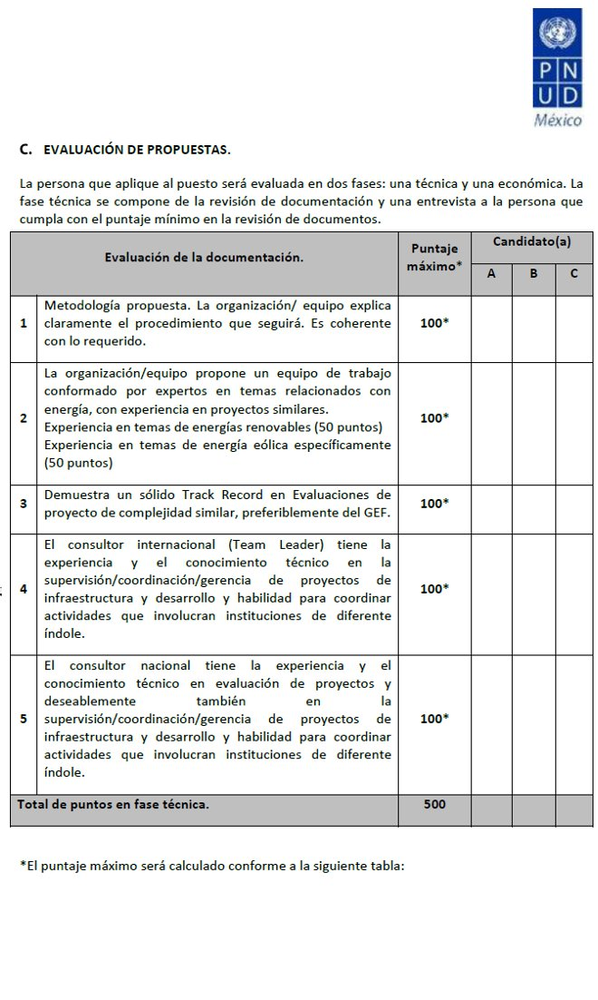 P N
U D
México
C. EVALUACIÓN DE PROPUESTAS.
La persona que aplique al puesto será evaluada en dos fases: una técnica y una económica. La
fase técnica se compone de la revisión de documentación y una entrevista a la persona que
cumpla con el puntaje mínimo en la revisión de documentos.
Evaluación de la documentación.
Puntaje
máximo*
Candidato(a)
A B C
1
Metodología propuesta. La organización/ equipo explica
claramente el procedimiento que seguirá. Es coherente
con lo requerido.
100*
2
La organización/equipo propone un equipo de trabajo
conformado por expertos en temas relacionados con
energía, con experiencia en proyectos similares.
Experiencia en temas de energías renovables (50 puntos)
Experiencia en temas de energía eólica específicamente
(50 puntos)
100*
3
Demuestra un sólido Track Record en Evaluaciones de
proyecto de complejidad similar, preferiblemente del GEF.
100*
4
El consultor internacional (Team Leader) tiene la
experiencia y el conocimiento técnico en la
supervisión/coordinación/gerencia de proyectos de
infraestructura y desarrollo y habilidad para coordinar
actividades que involucran instituciones de diferente
índole.
100*
5
El consultor nacional tiene la experiencia y el
conocimiento técnico en evaluación de proyectos y
deseablemente también en la
supervisión/coordinación/gerencia de proyectos de
infraestructura y desarrollo y habilidad para coordinar
actividades que involucran instituciones de diferente
índole.
100*
Total de puntos en fase técnica.
500
*El puntaje máximo será calculado conforme a la siguiente tabla: